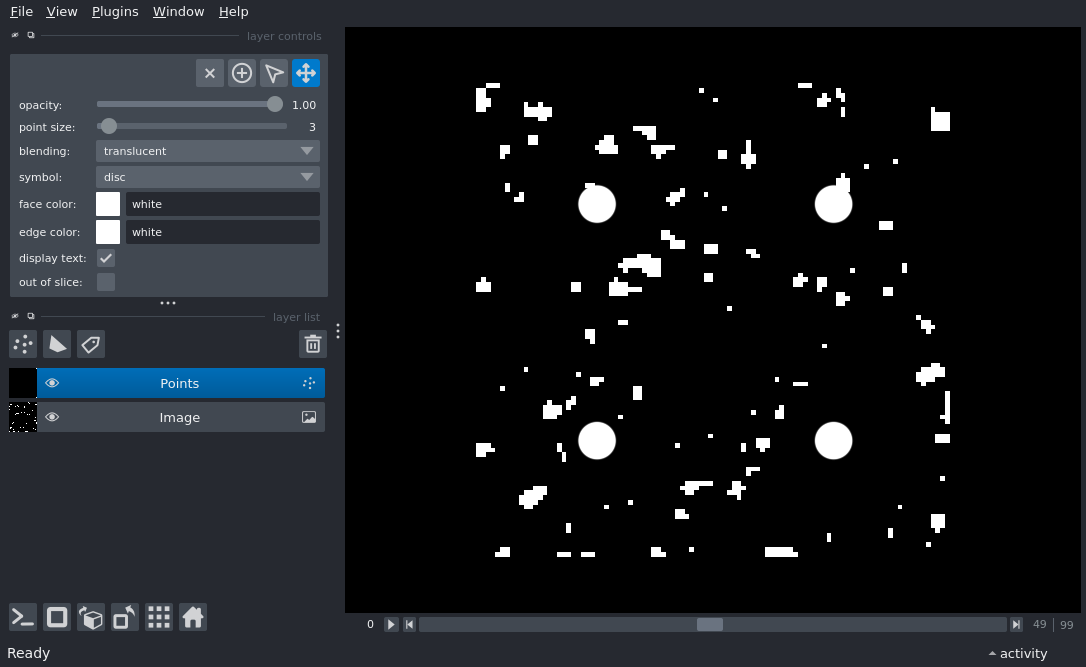 File View Plugins Window Help
layer controls
opacity: 1.00
point size: 3
blending: translucent
symbol: disc
face color: white
edge color: white
display text:
out of slice:
layer list
Points
Image
0 49 | 99
Ready activity